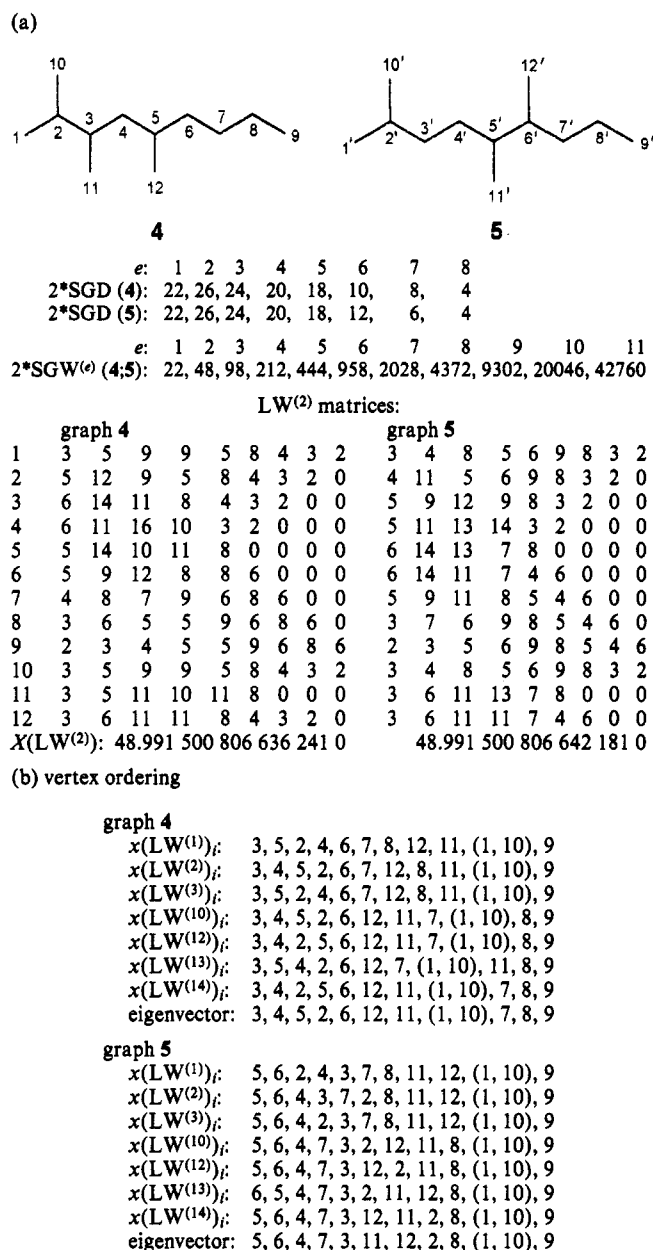 (a)
10
1
2
3
4
5
6
7
8
9
11
12
4
10'
12'
1'
2'
3'
4'
5'
6'
7'
8'
9'
11'
5
e: 1 2 3 4 5 6 7 8
2*SGD (4): 22, 26, 24, 20, 18, 10, 8, 4
2*SGD (5): 22, 26, 24, 20, 18, 12, 6, 4
e: 1 2 3 4 5 6 7 8 9 10 11
2*SGW(e) (4;5): 22, 48, 98, 212, 444, 958, 2028, 4372, 9302, 20046, 42760
LW(2) matrices:
graph 4 graph 5
1 3 5 9 9 5 8 4 3 2 3 4 8 5 6 9 8 3 2
2 5 12 9 5 8 4 3 2 0 4 11 5 6 9 8 3 2 0
3 6 14 11 8 4 3 2 0 0 5 9 12 9 8 3 2 0 0
4 6 11 16 10 3 2 0 0 0 5 11 13 14 3 2 0 0 0
5 5 14 10 11 8 0 0 0 0 6 14 13 7 8 0 0 0 0
6 5 9 12 8 8 6 0 0 0 6 14 11 7 4 6 0 0 0
7 4 8 7 9 6 8 6 0 0 5 9 11 8 5 4 6 0 0
8 3 6 5 5 9 6 8 6 0 3 7 6 9 8 5 4 6 0
9 2 3 4 5 5 9 6 8 6 2 3 5 6 9 8 5 4 6
10 3 5 9 9 5 8 4 3 2 3 4 8 5 6 9 8 3 2
11 3 5 11 10 11 8 0 0 0 3 6 11 13 7 8 0 0 0
12 3 6 11 11 8 4 3 2 0 3 6 11 11 7 4 6 0 0
X(LW(2)): 48.991 500 806 636 241 0 48.991 500 806 642 181 0
(b) vertex ordering
graph 4
x(LW(1))i: 3, 5, 2, 4, 6, 7, 8, 12, 11, (1, 10), 9
x(LW(2))i: 3, 4, 5, 2, 6, 7, 12, 8, 11, (1, 10), 9
x(LW(3))i: 3, 5, 2, 4, 6, 7, 12, 8, 11, (1, 10), 9
x(LW(10))i: 3, 4, 5, 2, 6, 12, 11, 7, (1, 10), 8, 9
x(LW(12))i: 3, 4, 2, 5, 6, 12, 11, 7, (1, 10), 8, 9
x(LW(13))i: 3, 5, 4, 2, 6, 12, 7, (1, 10), 11, 8, 9
x(LW(14))i: 3, 4, 2, 5, 6, 12, 11, (1, 10), 7, 8, 9
eigenvector: 3, 4, 5, 2, 6, 12, 11, (1, 10), 7, 8, 9
graph 5
x(LW(1))i: 5, 6, 2, 4, 3, 7, 8, 11, 12, (1, 10), 9
x(LW(2))i: 5, 6, 4, 3, 7, 2, 8, 11, 12, (1, 10), 9
x(LW(3))i: 5, 6, 4, 2, 3, 7, 8, 11, 12, (1, 10), 9
x(LW(10))i: 5, 6, 4, 7, 3, 2, 12, 11, 8, (1, 10), 9
x(LW(12))i: 5, 6, 4, 7, 3, 12, 2, 11, 8, (1, 10), 9
x(LW(13))i: 6, 5, 4, 7, 3, 2, 11, 12, 8, (1, 10), 9
x(LW(14))i: 5, 6, 4, 7, 3, 12, 11, 2, 8, (1, 10), 9
eigenvector: 5, 6, 4, 7, 3, 11, 12, 2, 8, (1, 10), 9